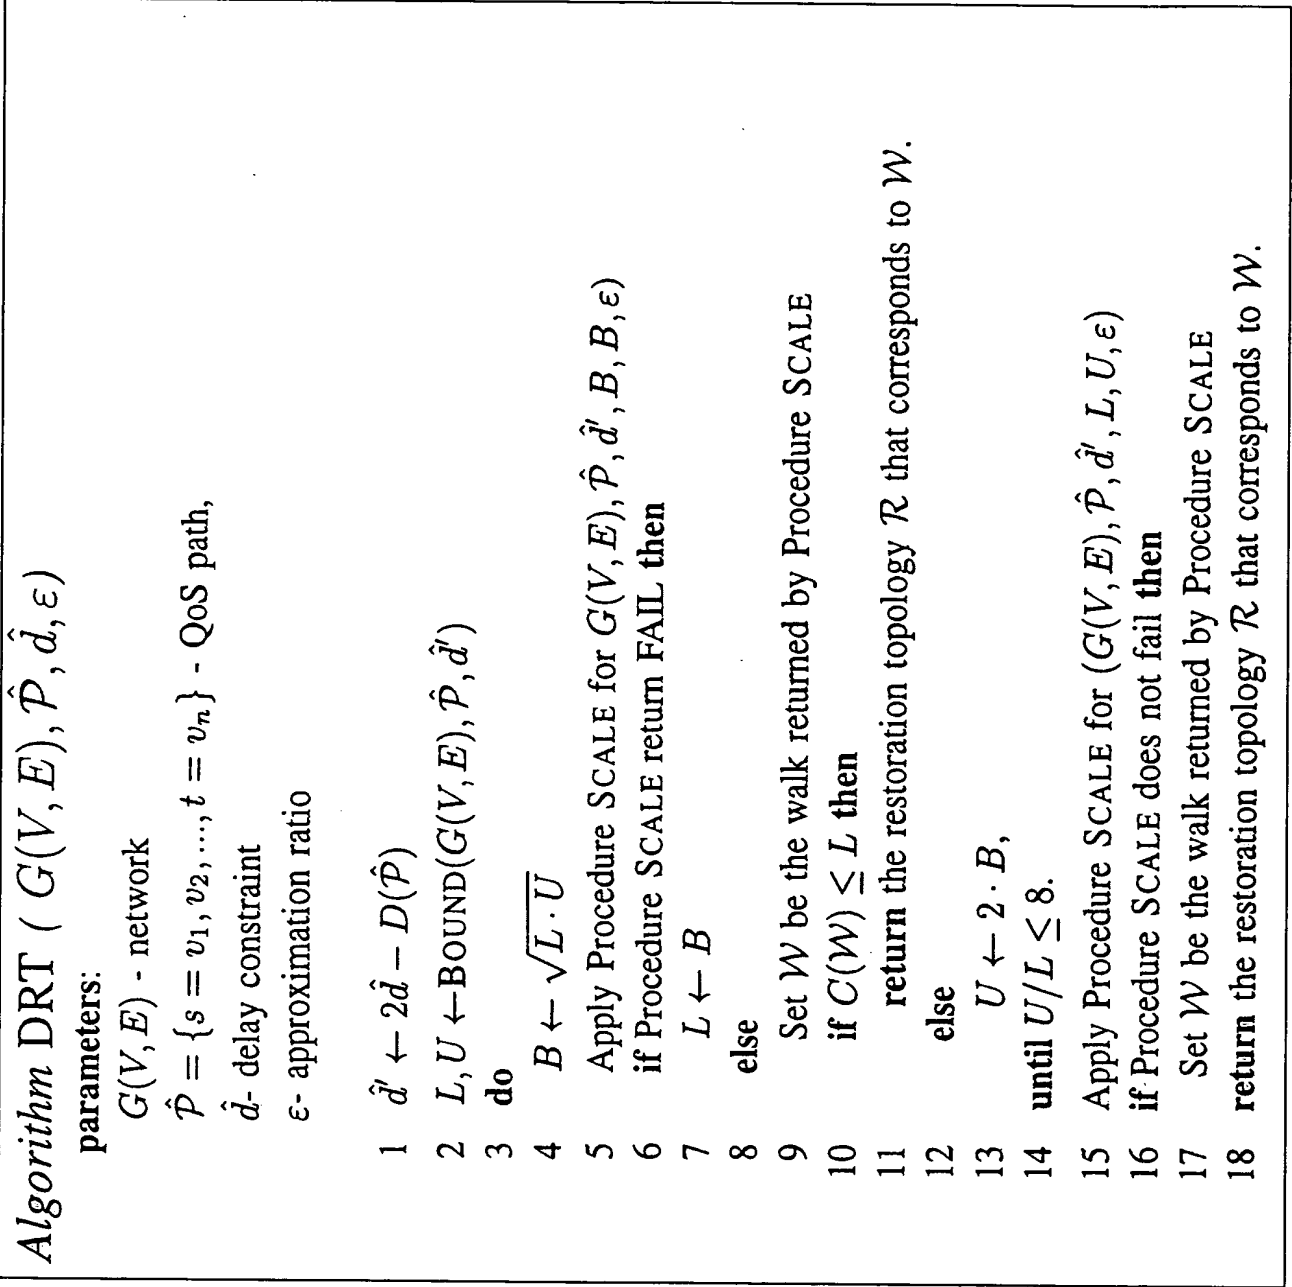 Algorithm DRT ( G(V, E), P̂, d̂, ε)
parameters:
G(V, E) - network
P̂ = {s = v₁, v₂, ..., t = vₙ} - QoS path,
d̂- delay constraint
ε- approximation ratio
1 d̂′ ← 2d̂ − D(P̂)
2 L, U ←BOUND(G(V, E), P̂, d̂′)
3 do
4 B ← √(L · U)
5 Apply Procedure SCALE for G(V, E), P̂, d̂′, B, B, ε)
6 if Procedure SCALE return FAIL then
7 L ← B
8 else
9 Set W be the walk returned by Procedure SCALE
10 if C(W) ≤ L then
11 return the restoration topology R that corresponds to W.
12 else
13 U ← 2 · B,
14 until U/L ≤ 8.
15 Apply Procedure SCALE for (G(V, E), P̂, d̂′, L, U, ε)
16 if Procedure SCALE does not fail then
17 Set W be the walk returned by Procedure SCALE
18 return the restoration topology R that corresponds to W.